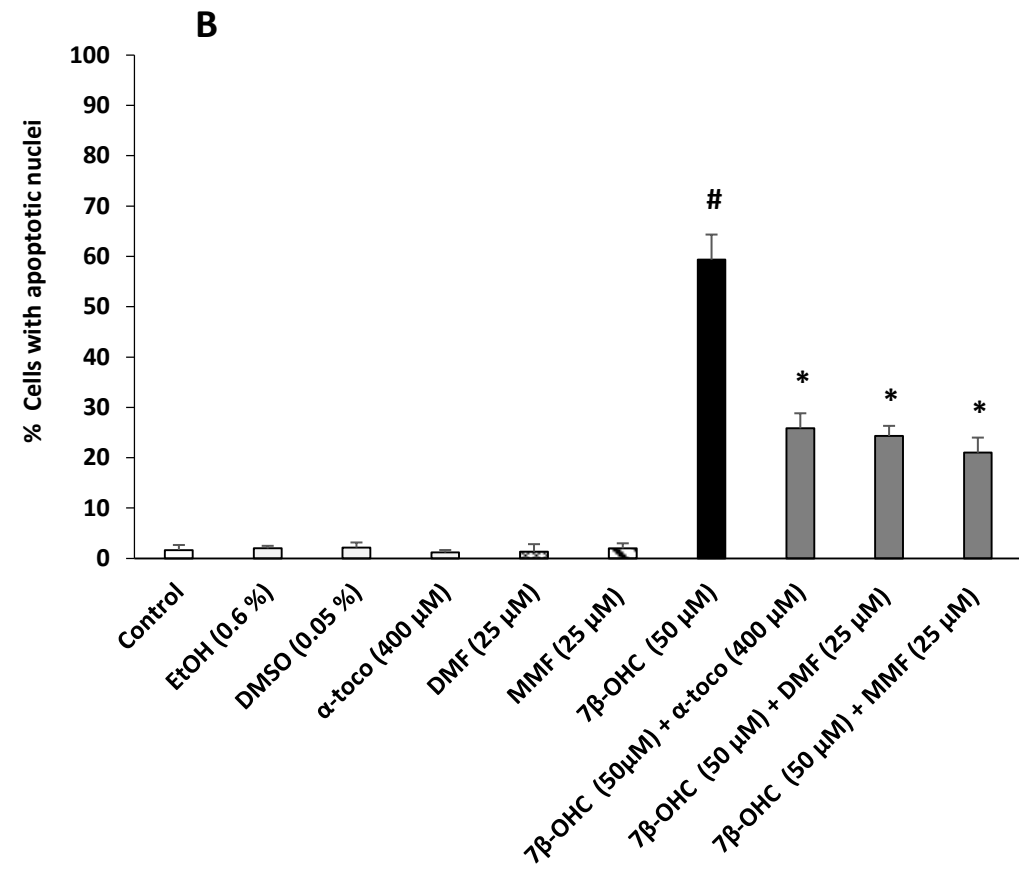 B
% Cells with apoptotic nuclei
100
90
80
70
60
50
40
30
20
10
0
#
*
*
*
Control
EtOH (0.6 %)
DMSO (0.05 %)
α-toco (400 µM)
DMF (25 µM)
MMF (25 µM)
7β-OHC (50 µM)
7β-OHC (50µM) + α-toco (400 µM)
7β-OHC (50 µM) + DMF (25 µM)
7β-OHC (50 µM) + MMF (25 µM)